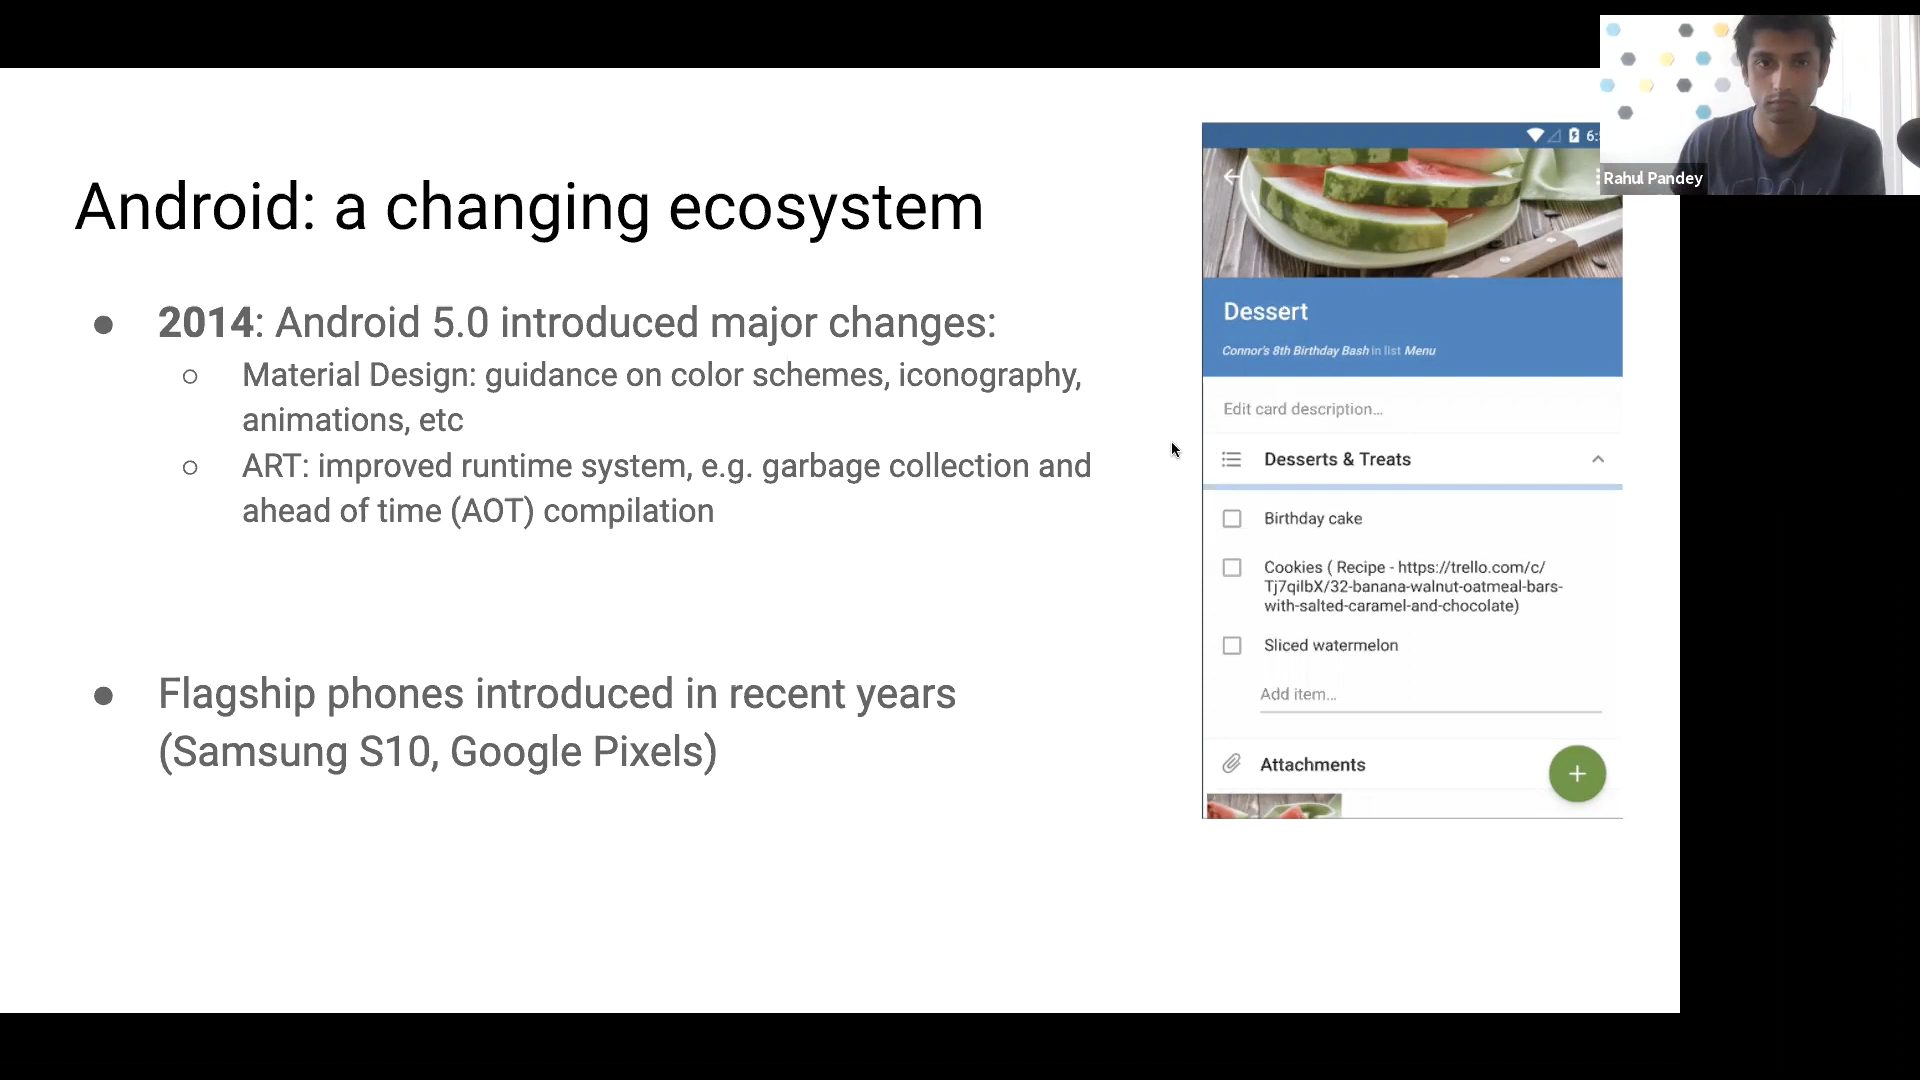 Android: a changing ecosystem
● 2014: Android 5.0 introduced major changes:
○ Material Design: guidance on color schemes, iconography,
animations, etc
○ ART: improved runtime system, e.g. garbage collection and
ahead of time (AOT) compilation
● Flagship phones introduced in recent years
(Samsung S10, Google Pixels)
6:
Dessert
Connor's 8th Birthday Bash in list Menu
Edit card description...
Desserts & Treats
Birthday cake
Cookies ( Recipe - https://trello.com/c/
Tj7qilbX/32-banana-walnut-oatmeal-bars-
with-salted-caramel-and-chocolate)
Sliced watermelon
Add item...
Attachments
Rahul Pandey